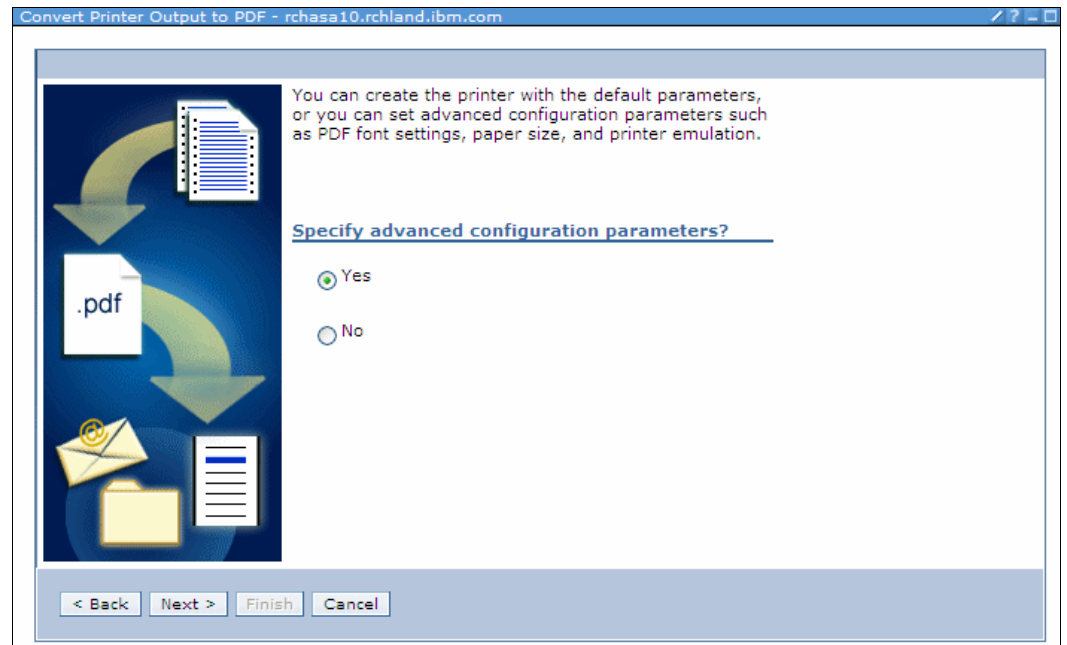 Convert Printer Output to PDF - rchasa10.rchland.ibm.com
You can create the printer with the default parameters,
or you can set advanced configuration parameters such
as PDF font settings, paper size, and printer emulation.
Specify advanced configuration parameters?
Yes
.pdf
No
@
< Back Next > Finish Cancel